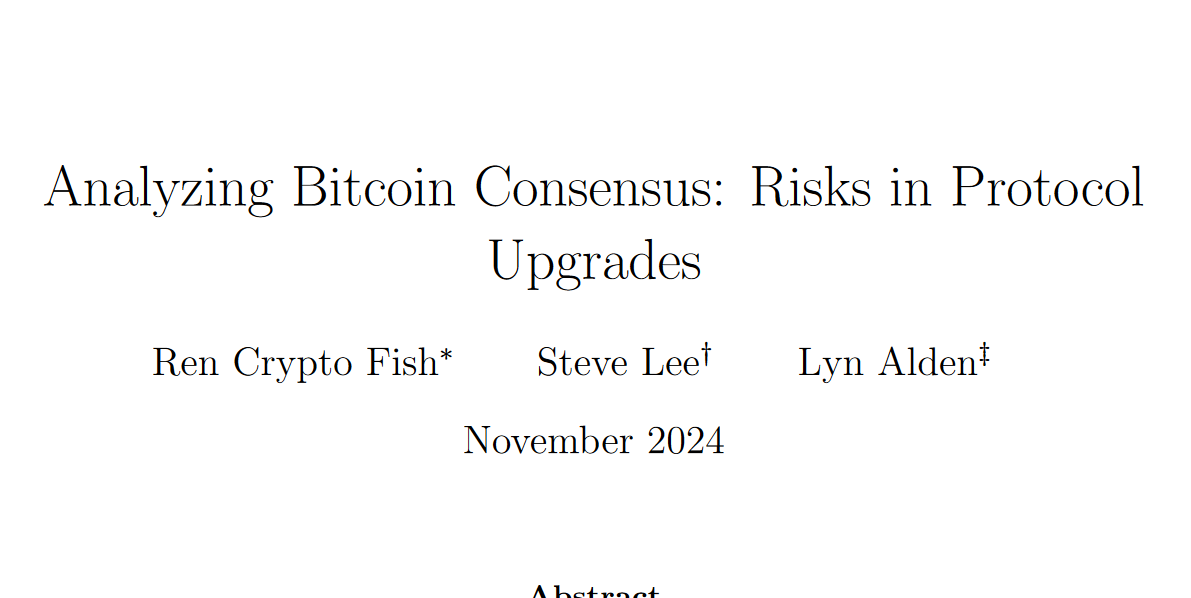 Analyzing Bitcoin Consensus: Risks in Protocol
Upgrades
Ren Crypto Fish* Steve Lee† Lyn Alden‡
November 2024
Abstract